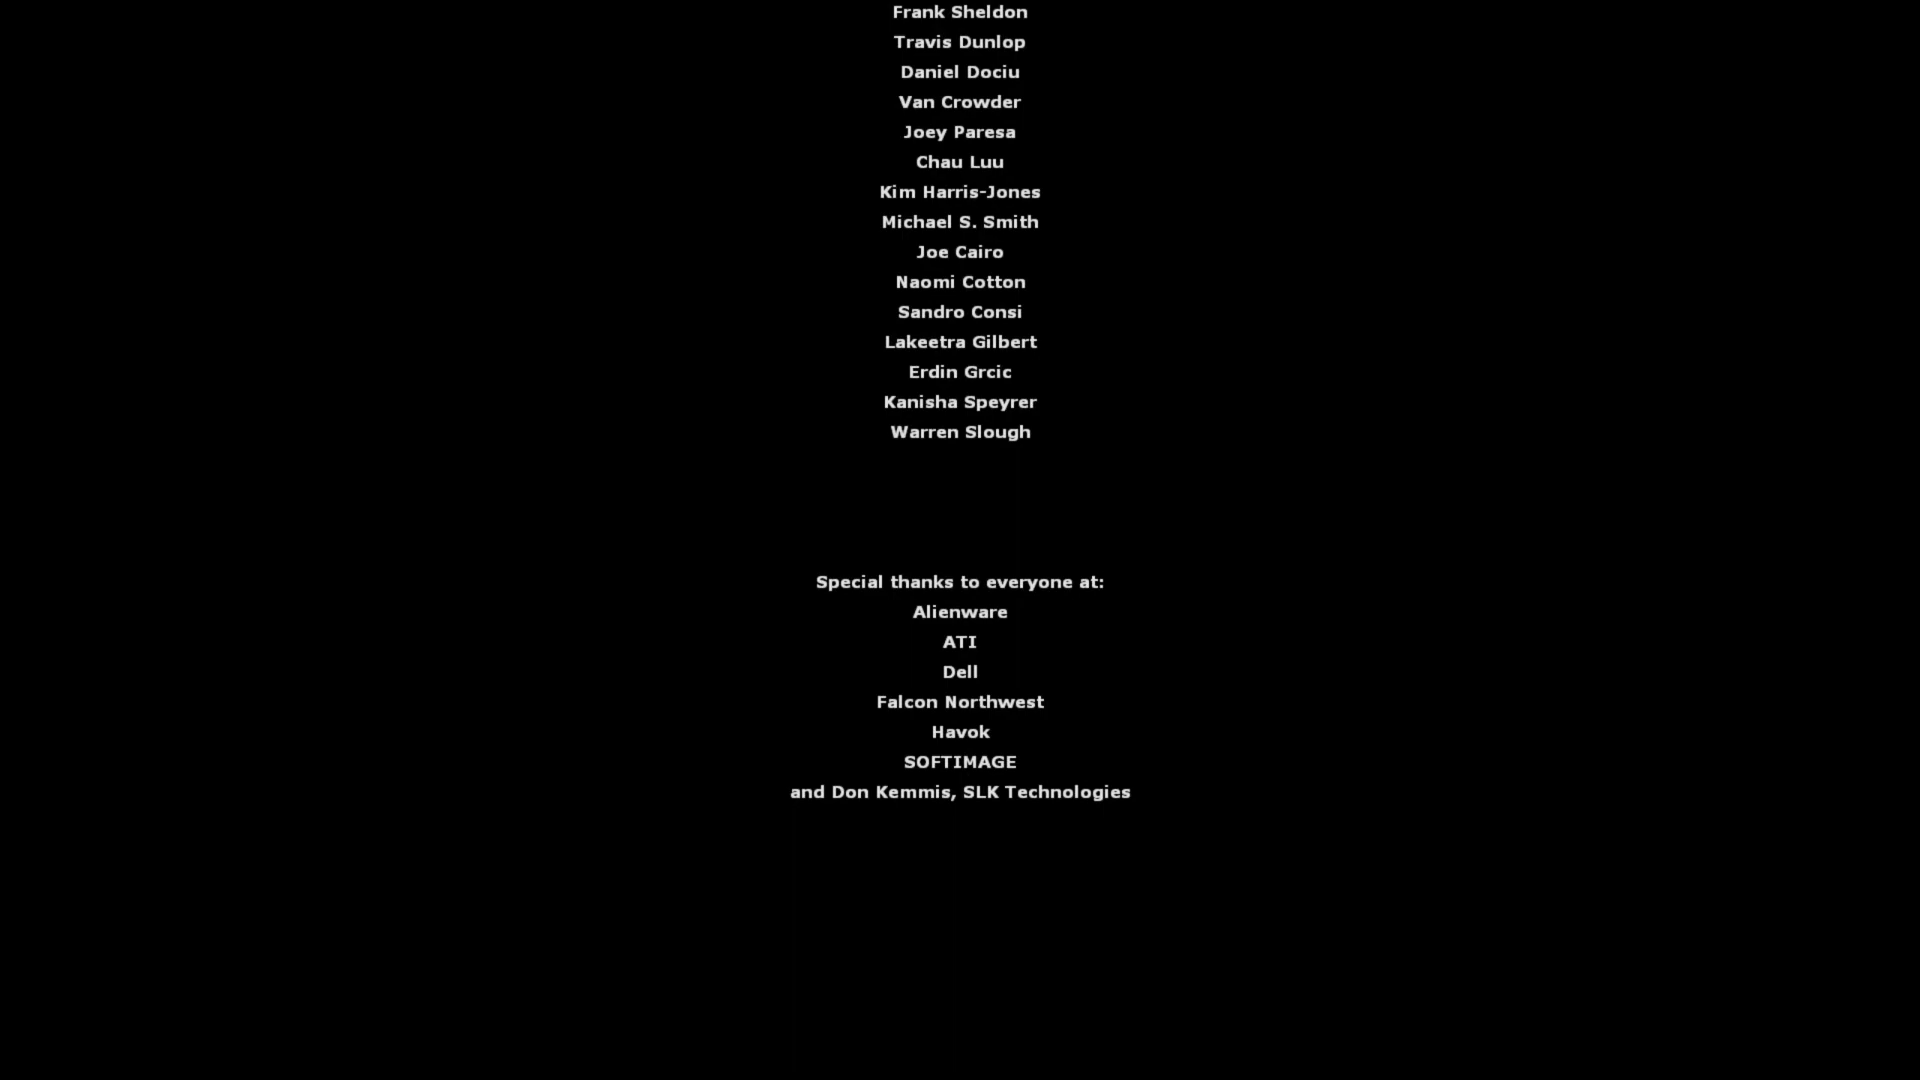 Frank Sheldon
Travis Dunlop
Daniel Dociu
Van Crowder
Joey Paresa
Chau Luu
Kim Harris-Jones
Michael S. Smith
Joe Cairo
Naomi Cotton
Sandro Consi
Lakeetra Gilbert
Erdin Grcic
Kanisha Speyrer
Warren Slough
Special thanks to everyone at:
Alienware
ATI
Dell
Falcon Northwest
Havok
SOFTIMAGE
and Don Kemmis, SLK Technologies